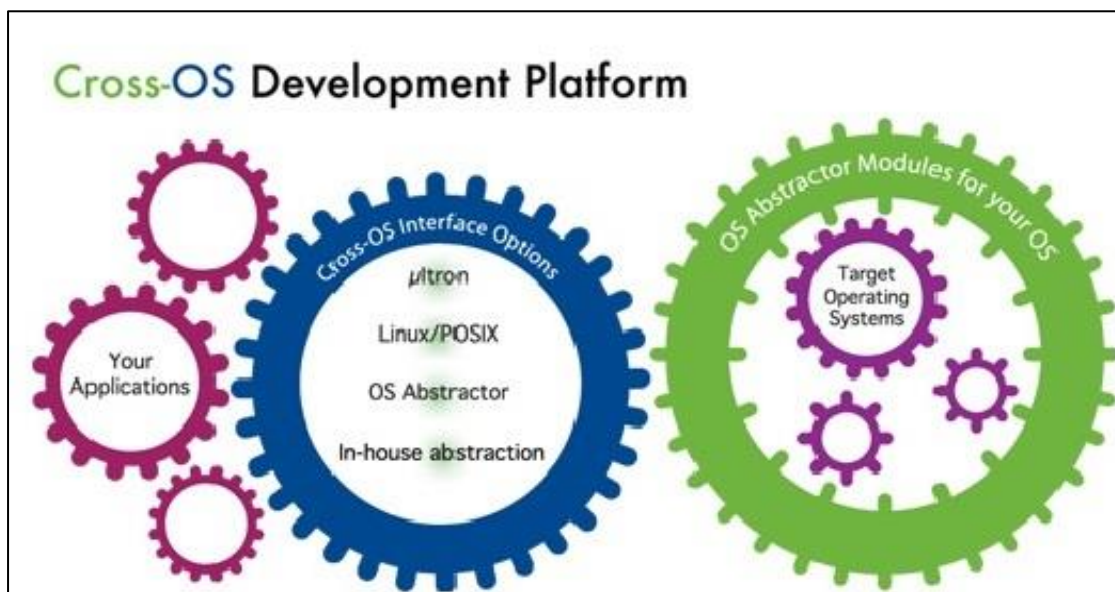 Cross-OS Development Platform
Your
Applications
Cross-OS Interface Options
µltron
Linux/POSIX
OS Abstractor
In-house abstraction
OS Abstractor Modules for your OS
Target
Operating
Systems